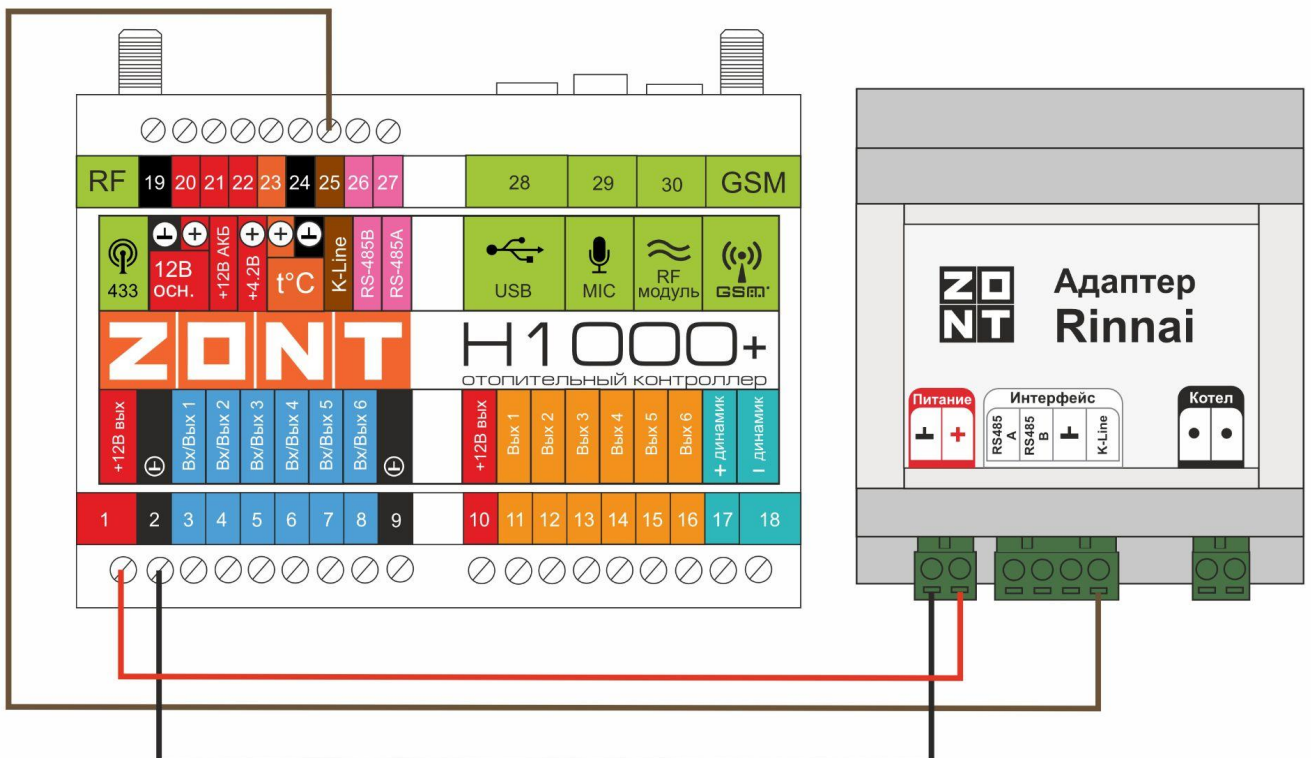 RF 19 20 21 22 23 24 25 26 27 28 29 30 GSM
433
12В осн.
+12В АКБ
+4.2В
t°C
K-Line
RS-485B
RS-485A
USB
MIC
RF модуль
GSM
ZONT
H1000+
отопительный контроллер
+12В вых
Вх/Вых 1
Вх/Вых 2
Вх/Вых 3
Вх/Вых 4
Вх/Вых 5
Вх/Вых 6
+12В вых
Вых 1
Вых 2
Вых 3
Вых 4
Вых 5
Вых 6
+ динамик
– динамик
1 2 3 4 5 6 7 8 9 10 11 12 13 14 15 16 17 18
ZONT
Адаптер
Rinnai
Питание
Интерфейс
RS485 A
RS485 B
K-Line
Котел